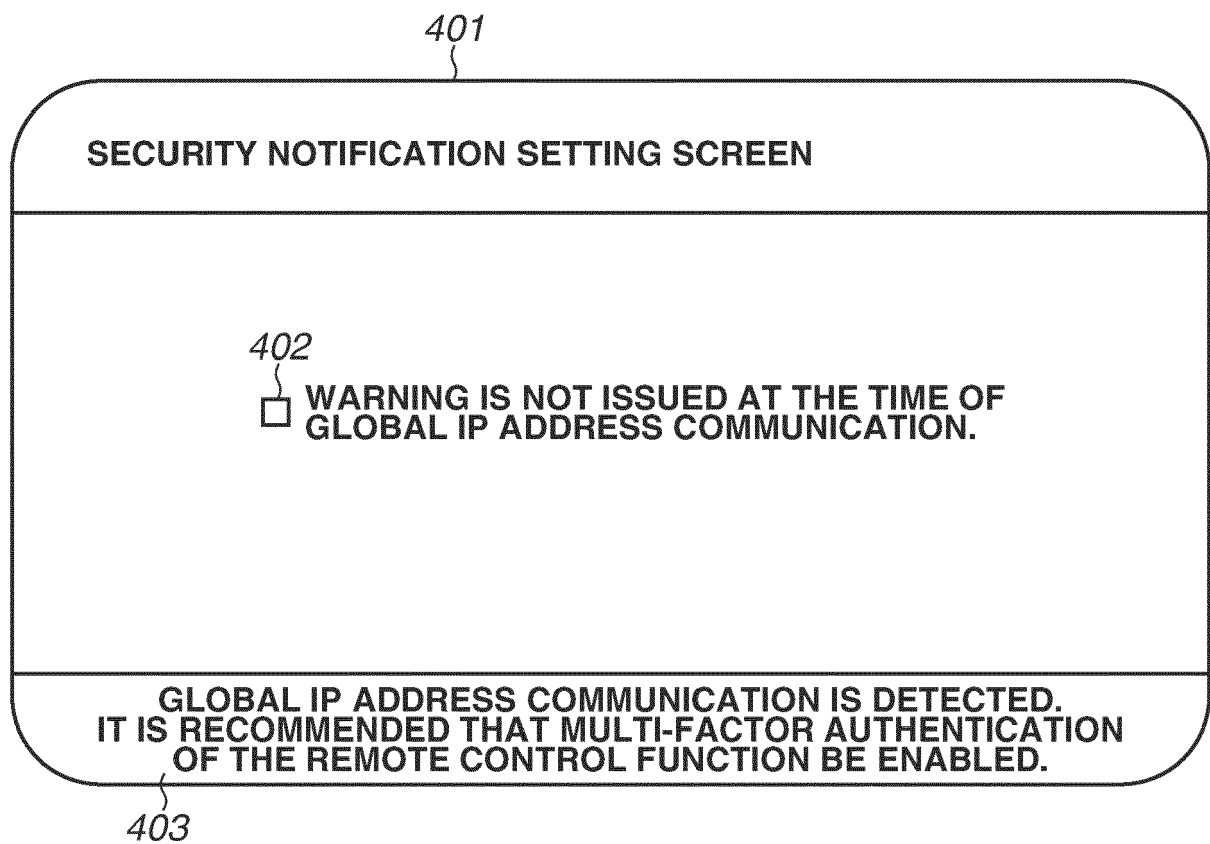 401
SECURITY NOTIFICATION SETTING SCREEN
402
WARNING IS NOT ISSUED AT THE TIME OF
GLOBAL IP ADDRESS COMMUNICATION.
GLOBAL IP ADDRESS COMMUNICATION IS DETECTED.
IT IS RECOMMENDED THAT MULTI-FACTOR AUTHENTICATION
OF THE REMOTE CONTROL FUNCTION BE ENABLED.
403